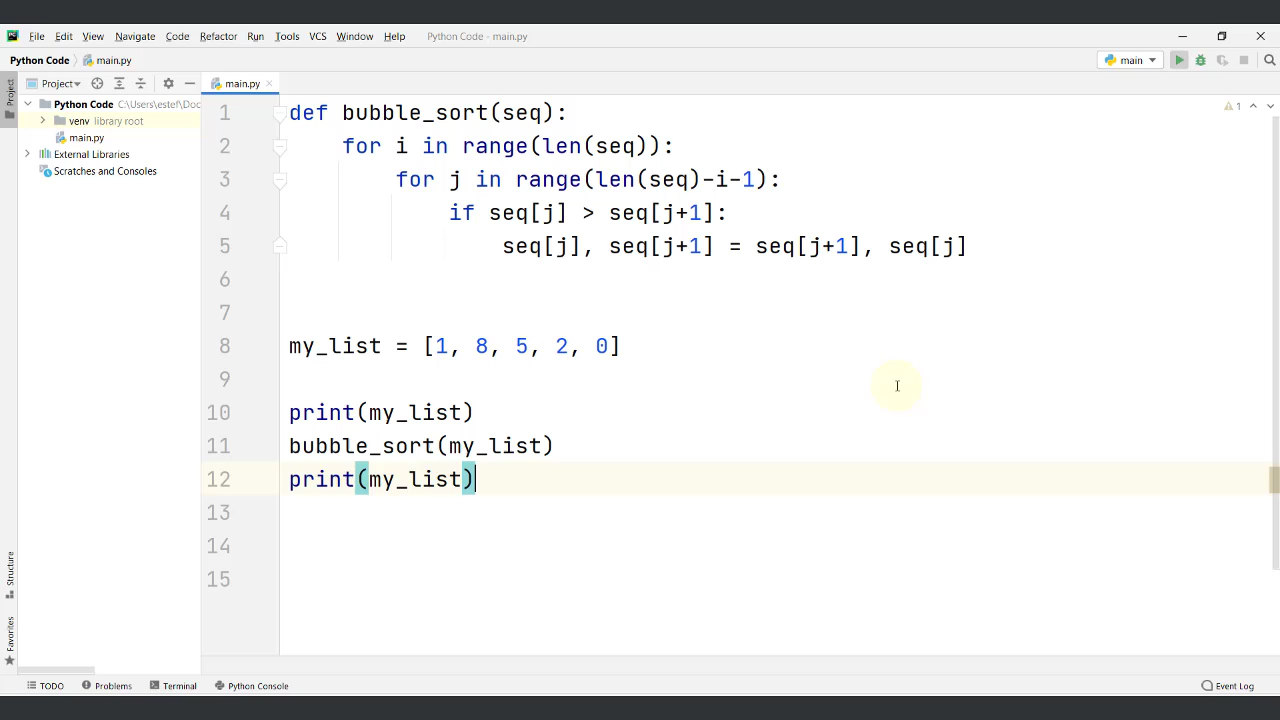 PC File Edit View Navigate Code Refactor Run Tools VCS Window Help Python Code - main.py
Python Code main.py main
Project Project main.py
Python Code C:\Users\estef\Doc
venv library root
main.py
External Libraries
Scratches and Consoles
1
1 def bubble_sort(seq):
2 for i in range(len(seq)):
3 for j in range(len(seq)-i-1):
4 if seq[j] > seq[j+1]:
5 seq[j], seq[j+1] = seq[j+1], seq[j]
6
7
8 my_list = [1, 8, 5, 2, 0]
9
10 print(my_list)
11 bubble_sort(my_list)
12 print(my_list)
13
14
15
Structure
Favorites
TODO Problems Terminal Python Console Event Log